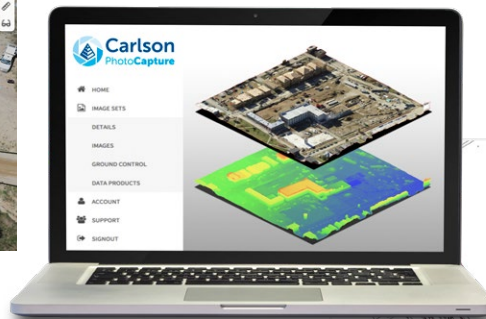 Carlson
PhotoCapture
HOME
IMAGE SETS
DETAILS
IMAGES
GROUND CONTROL
DATA PRODUCTS
ACCOUNT
SUPPORT
SIGNOUT